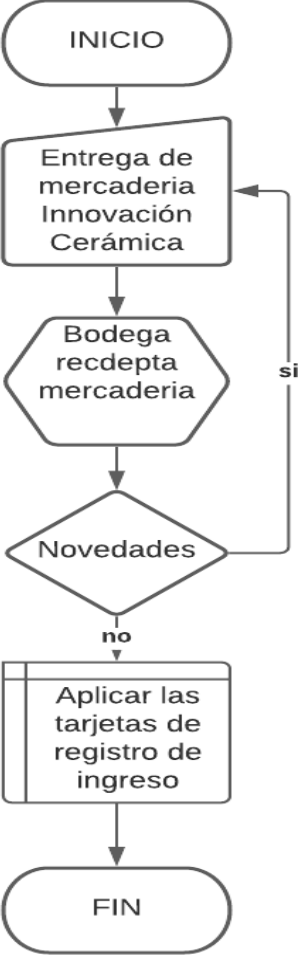 INICIO
Entrega de
mercaderia
Innovación
Cerámica
Bodega
recdepta
mercaderia
si
Novedades
no
Aplicar las
tarjetas de
registro de
ingreso
FIN